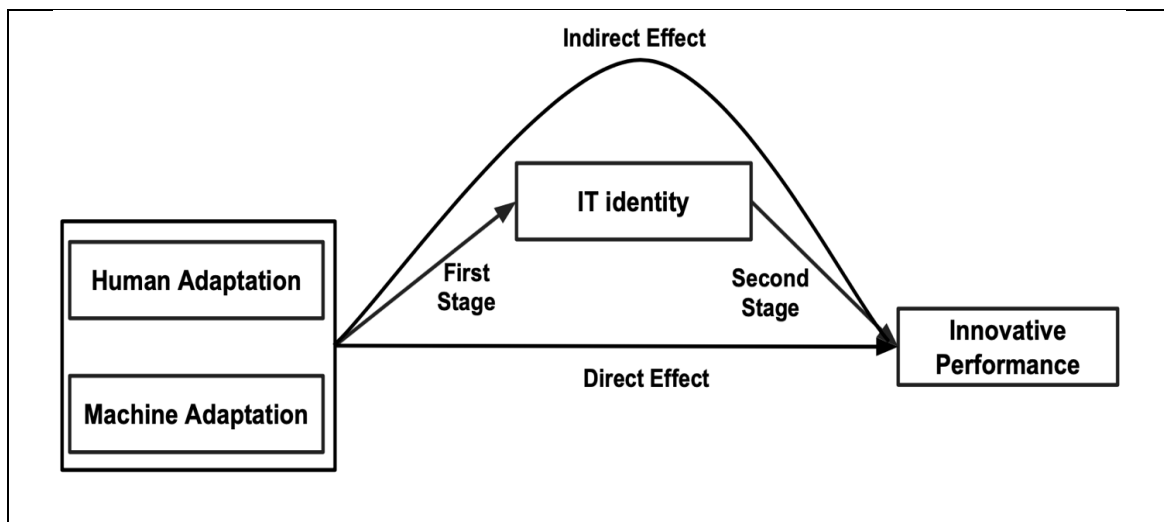 Indirect Effect
IT identity
Human Adaptation
First
Stage
Second
Stage
Innovative
Performance
Direct Effect
Machine Adaptation